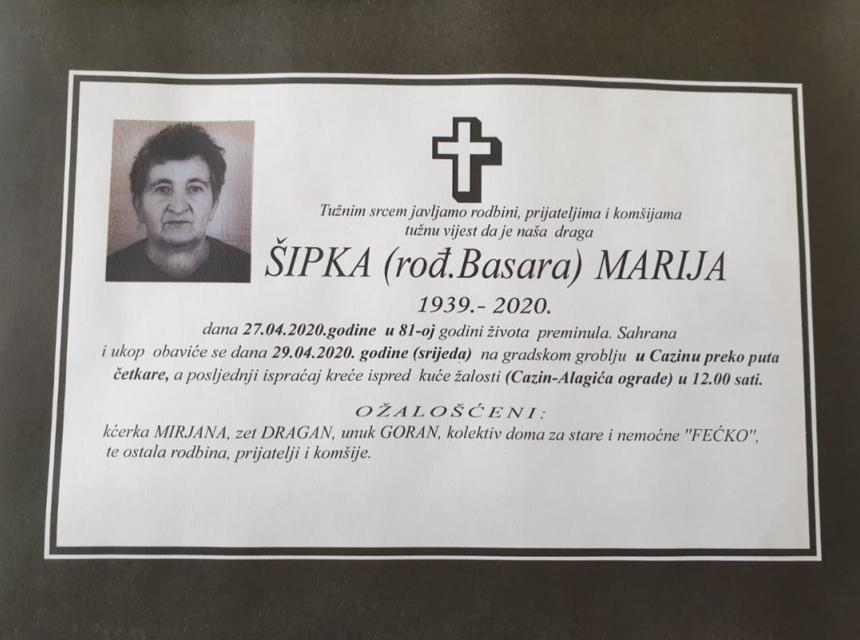 Tužnim srcem javljamo rodbini, prijateljima i komšijama
tužnu vijest da je naša draga
ŠIPKA (rođ.Basara) MARIJA
1939.- 2020.
dana 27.04.2020.godine u 81-oj godini života preminula. Sahrana
i ukop obaviće se dana 29.04.2020. godine (srijeda) na gradskom groblju u Cazinu preko puta
četkare, a posljednji ispraćaj kreće ispred kuće žalosti (Cazin-Alagića ograde) u 12.00 sati.
OŽALOŠĆENI:
kćerka MIRJANA, zet DRAGAN, unuk GORAN, kolektiv doma za stare i nemoćne "FEĆKO",
te ostala rodbina, prijatelji i komšije.